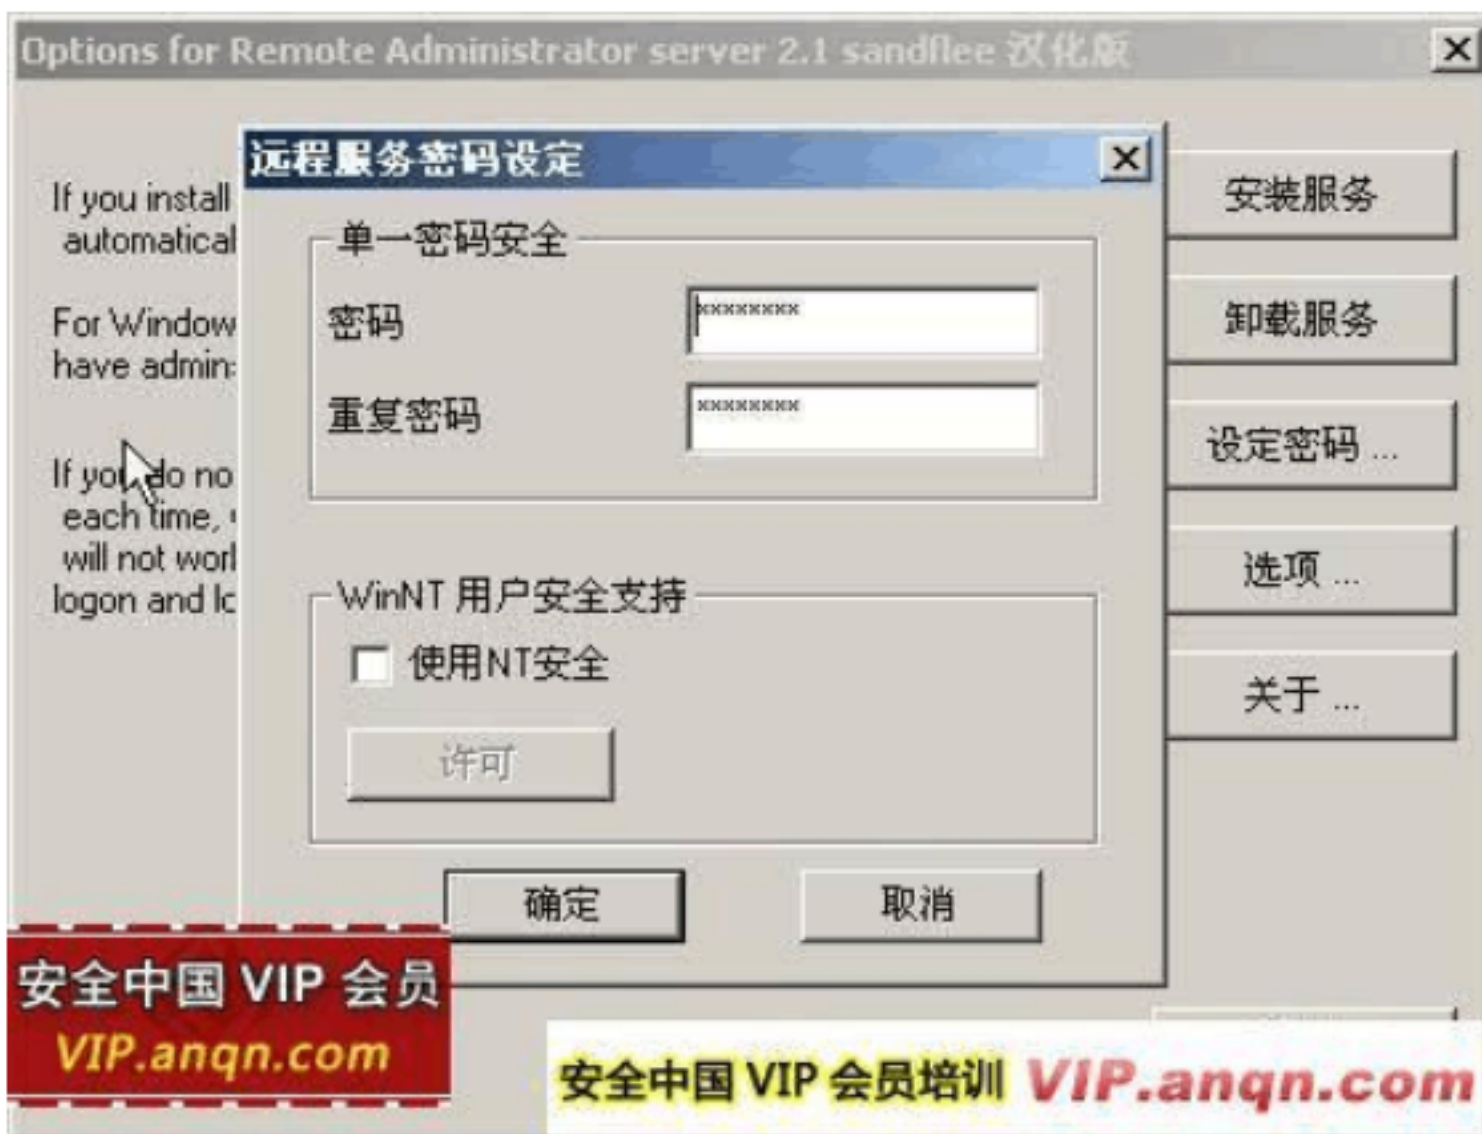 Options for Remote Administrator server 2.1 sandflee 汉化版
远程服务密码设定
If you install
automatical
For Window
have admin
If you do no
each time,
will not worl
logon and lc
单一密码安全
密码
********
重复密码
********
WinNT 用户安全支持
使用NT安全
许可
确定
取消
安装服务
卸载服务
设定密码 ...
选项 ...
关于 ...
安全中国 VIP 会员
VIP.anqn.com
安全中国 VIP 会员培训 VIP.anqn.com